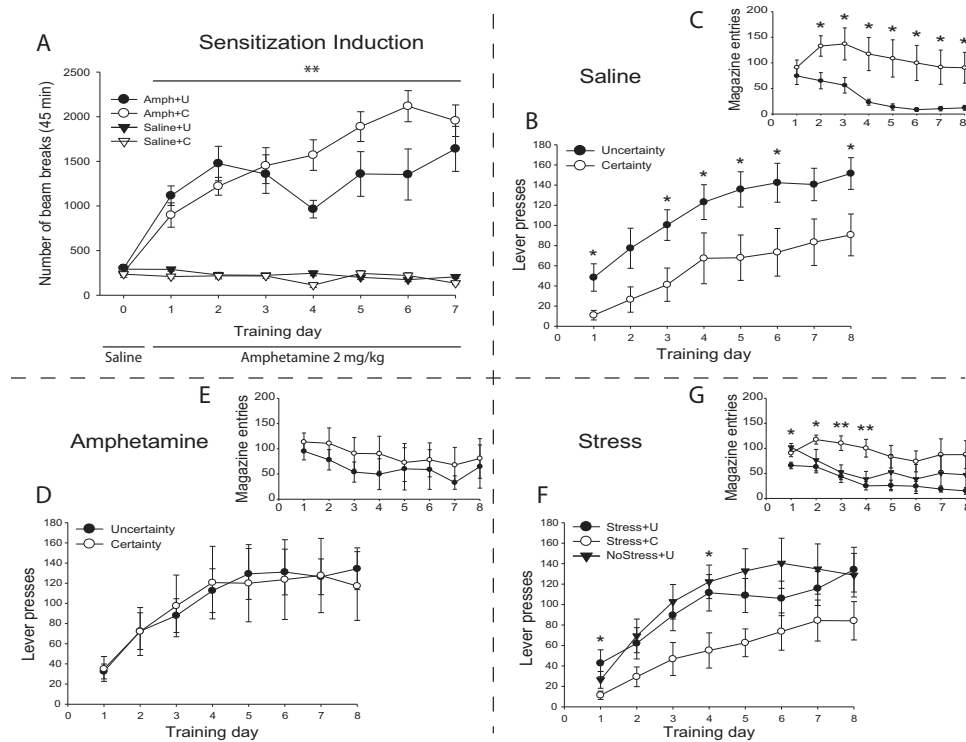 A
Sensitization Induction
**
2500
2000
1500
1000
500
0
Number of beam breaks (45 min)
Amph+U
Amph+C
Saline+U
Saline+C
0 1 2 3 4 5 6 7
Training day
Saline
Amphetamine 2 mg/kg
C
Saline
200
150
100
50
0
Magazine entries
* * * * * * *
0 1 2 3 4 5 6 7 8
B
Uncertainty
Certainty
180
160
140
120
100
80
60
40
20
0
Lever presses
* * * * * *
0 1 2 3 4 5 6 7 8
Training day
E
Amphetamine
200
150
100
50
0
Magazine entries
0 1 2 3 4 5 6 7 8
D
Uncertainty
Certainty
180
160
140
120
100
80
60
40
20
0
Lever presses
0 1 2 3 4 5 6 7 8
Training day
G
Stress
200
150
100
50
0
Magazine entries
* * ** **
0 1 2 3 4 5 6 7 8
F
Stress+U
Stress+C
NoStress+U
180
160
140
120
100
80
60
40
20
0
Lever presses
* *
0 1 2 3 4 5 6 7 8
Training day